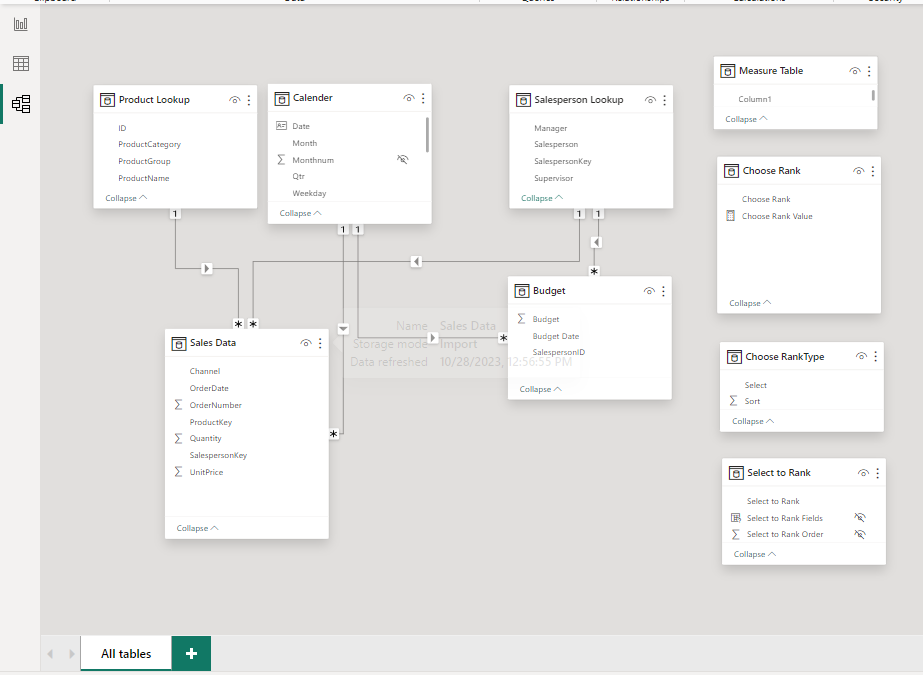 Product Lookup
ID
ProductCategory
ProductGroup
ProductName
Collapse
1
Calender
Date
Month
Monthnum
Qtr
Weekday
Collapse
1 1
Salesperson Lookup
Manager
Salesperson
SalespersonKey
Supervisor
Collapse
1 1
Measure Table
Column1
Collapse
Choose Rank
Choose Rank
Choose Rank Value
Collapse
Budget
Budget
Budget Date
SalespersonID
Collapse
Name Sales Data
Storage mode Import
Data refreshed 10/28/2023, 12:56:55 PM
Sales Data
Channel
OrderDate
OrderNumber
ProductKey
Quantity
SalespersonKey
UnitPrice
Collapse
Choose RankType
Select
Sort
Collapse
Select to Rank
Select to Rank
Select to Rank Fields
Select to Rank Order
Collapse
All tables